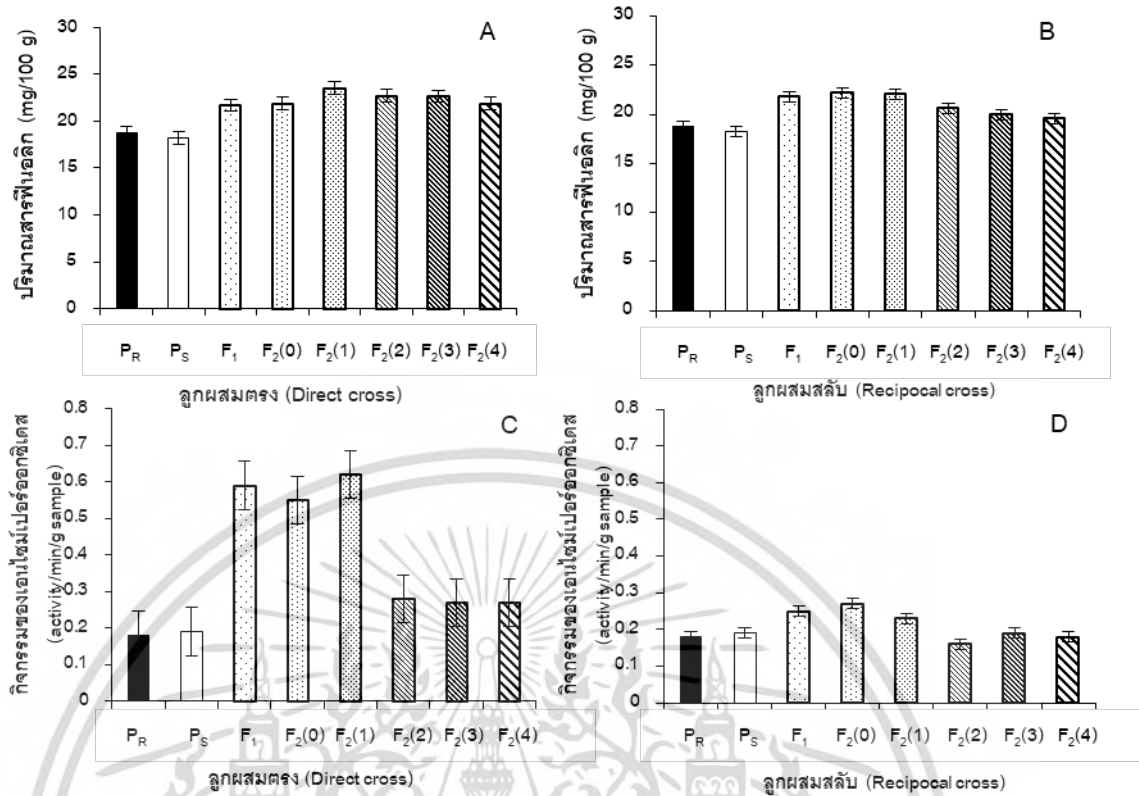 A
ปริมาณสารฟีนอลิก (mg/100 g)
30
25
20
15
10
5
0
P_R P_S F_1 F_2(0) F_2(1) F_2(2) F_2(3) F_2(4)
ลูกผสมตรง (Direct cross)
B
ปริมาณสารฟีนอลิก (mg/100 g)
30
25
20
15
10
5
0
P_R P_S F_1 F_2(0) F_2(1) F_2(2) F_2(3) F_2(4)
ลูกผสมสลับ (Recipocal cross)
C
กิจกรรมของเอนไซม์เปอร์ออกซิเดส
(activity/min/g sample)
0.8
0.7
0.6
0.5
0.4
0.3
0.2
0.1
0
P_R P_S F_1 F_2(0) F_2(1) F_2(2) F_2(3) F_2(4)
ลูกผสมตรง (Direct cross)
D
กิจกรรมของเอนไซม์เปอร์ออกซิเดส
(activity/min/g sample)
0.8
0.7
0.6
0.5
0.4
0.3
0.2
0.1
0
P_R P_S F_1 F_2(0) F_2(1) F_2(2) F_2(3) F_2(4)
ลูกผสมสลับ (Recipocal cross)